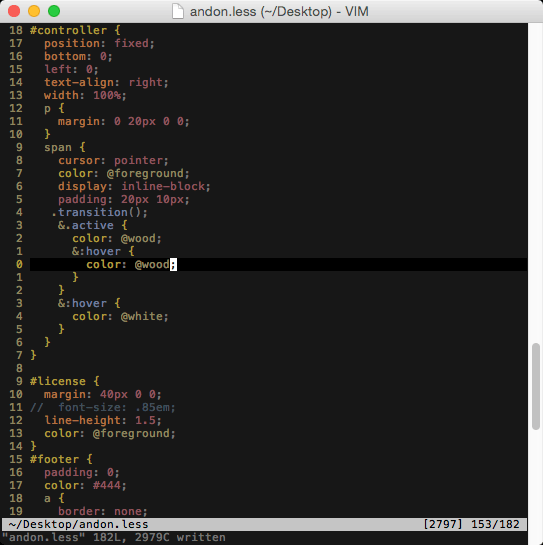 andon.less (~/Desktop) - VIM
18 #controller {
17   position: fixed;
16   bottom: 0;
15   left: 0;
14   text-align: right;
13   width: 100%;
12   p {
11     margin: 0 20px 0 0;
10   }
9   span {
8     cursor: pointer;
7     color: @foreground;
6     display: inline-block;
5     padding: 20px 10px;
4    .transition();
3     &.active {
2       color: @wood;
1       &:hover {
0         color: @wood;
1       }
2     }
3     &:hover {
4       color: @white;
5     }
6   }
7 }
8
9 #license {
10   margin: 40px 0 0;
11 //  font-size: .85em;
12   line-height: 1.5;
13   color: @foreground;
14 }
15 #footer {
16   padding: 0;
17   color: #444;
18   a {
19     border: none;
~/Desktop/andon.less [2797] 153/182
"andon.less" 182L, 2979C written